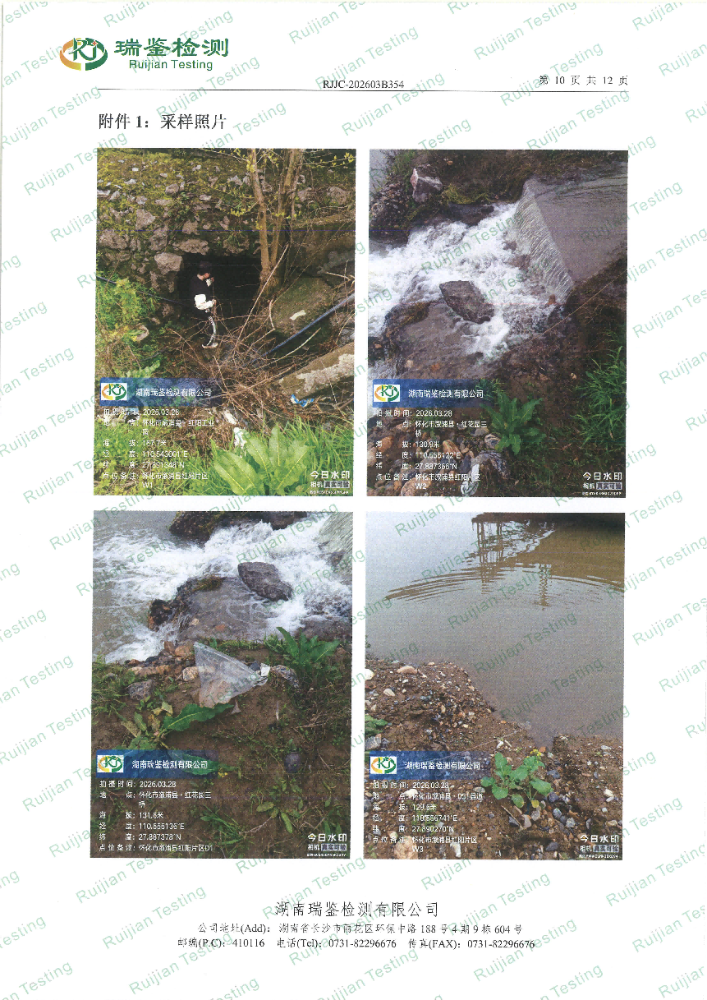 瑞鉴检测
Ruijian Testing
RJJC-202603B354
第 10 页 共 12 页
附件 1：采样照片
湖南瑞鉴检测有限公司
拍摄时间：2026.03.28
地 点：怀化市溆浦县·红阳工业
海 拔：157.7米
经 度：110.545001°E
纬 度：27.891348°N
点位备注：怀化市溆浦县红阳片区
W1
今日水印
相机 真实可验
湖南瑞鉴检测有限公司
拍摄时间：2026.03.28
地 点：怀化市溆浦县·红花园三
桥
海 拔：130.9米
经 度：110.555122°E
纬 度：27.887366°N
点位备注：怀化市溆浦县红阳片区
W2
今日水印
相机 真实可验
湖南瑞鉴检测有限公司
拍摄时间：2026.03.28
地 点：怀化市溆浦县·红花园三
桥
海 拔：131.8米
经 度：110.555136°E
纬 度：27.887378°N
点位备注：怀化市溆浦县红阳片区D1
今日水印
相机 真实可验
湖南瑞鉴检测有限公司
拍摄时间：2026.03.28
地 点：怀化市溆浦县·051县道
海 拔：129.6米
经 度：110.556741°E
纬 度：27.890270°N
点位备注：怀化市溆浦县红阳片区
W3
今日水印
相机 真实可验
湖南瑞鉴检测有限公司
公司地址(Add)：湖南省长沙市雨花区环保中路 188 号 4 期 9 栋 604 号
邮编(P.C)：410116 电话(Tel)：0731-82296676 传真(FAX)：0731-82296676